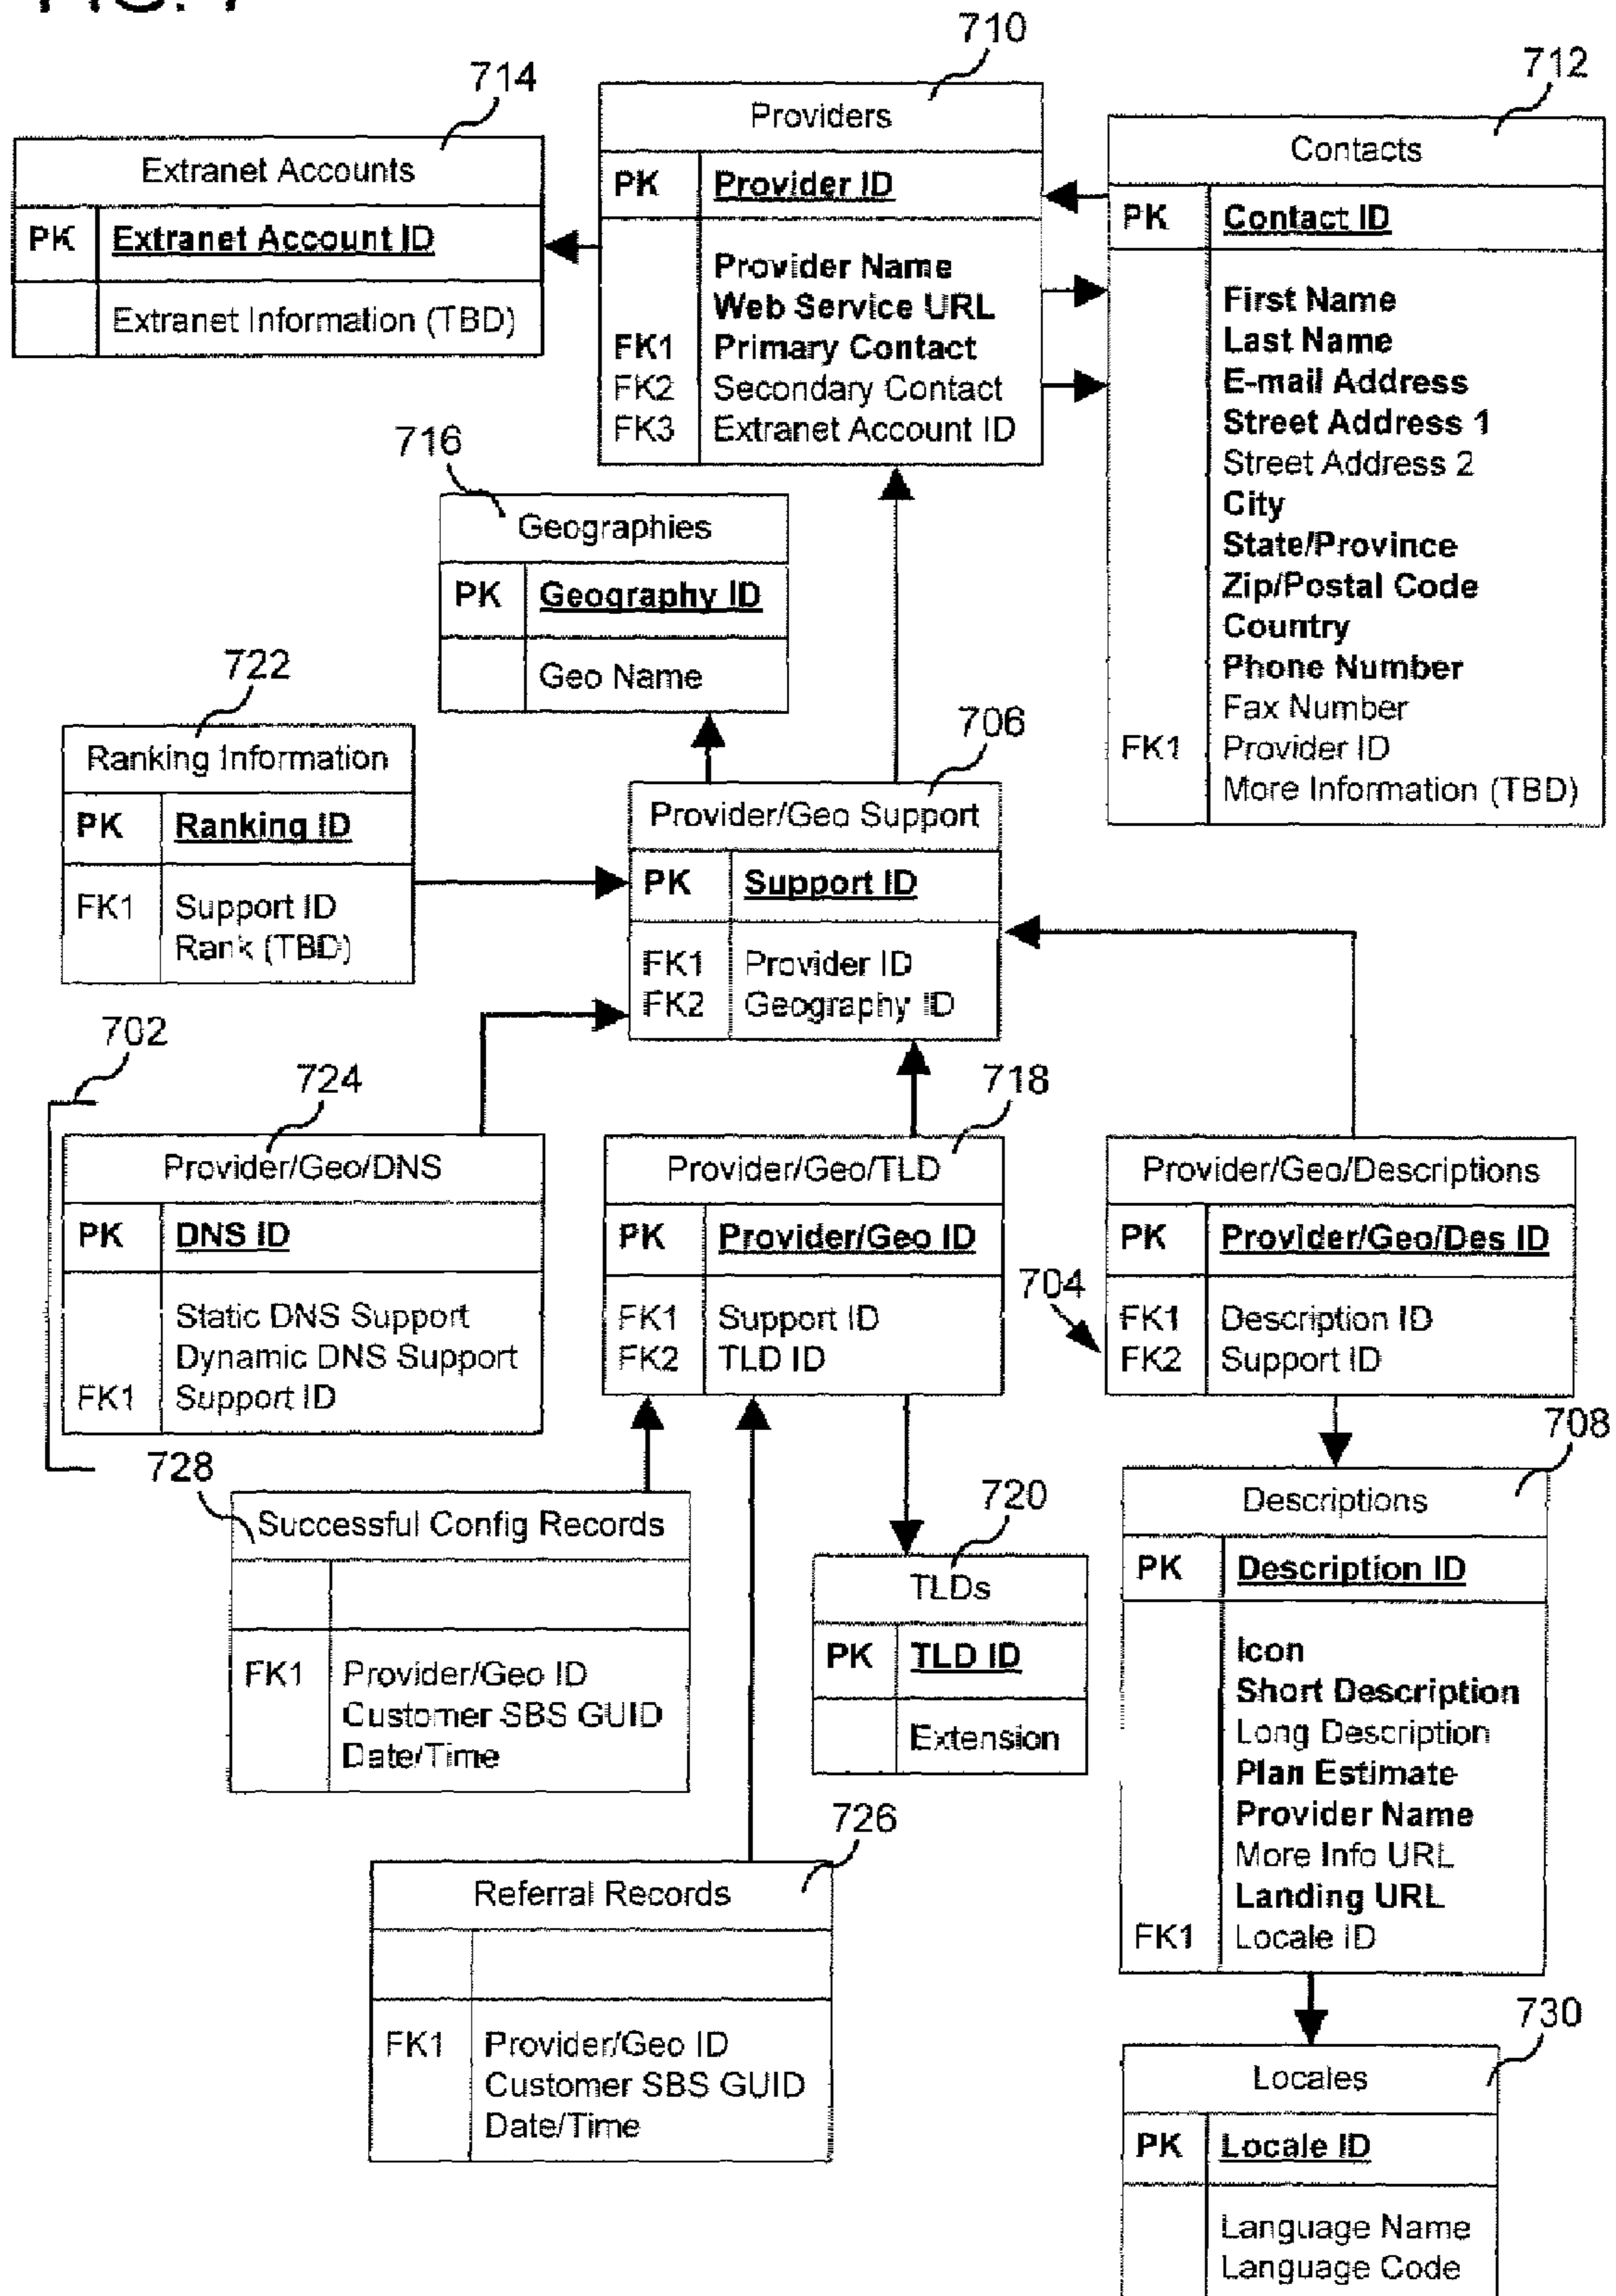 FIG. 7
710
714
712
Providers
PK Provider ID
Provider Name
Web Service URL
FK1 Primary Contact
FK2 Secondary Contact
FK3 Extranet Account ID
Extranet Accounts
PK Extranet Account ID
Extranet Information (TBD)
Contacts
PK Contact ID
First Name
Last Name
E-mail Address
Street Address 1
Street Address 2
City
State/Province
Zip/Postal Code
Country
Phone Number
Fax Number
FK1 Provider ID
More Information (TBD)
716
Geographies
PK Geography ID
Geo Name
722
Ranking Information
PK Ranking ID
FK1 Support ID
Rank (TBD)
706
Provider/Geo Support
PK Support ID
FK1 Provider ID
FK2 Geography ID
702
724
Provider/Geo/DNS
PK DNS ID
Static DNS Support
Dynamic DNS Support
FK1 Support ID
718
Provider/Geo/TLD
PK Provider/Geo ID
FK1 Support ID
FK2 TLD ID
704
Provider/Geo/Descriptions
PK Provider/Geo/Des ID
FK1 Description ID
FK2 Support ID
728
Successful Config Records
FK1 Provider/Geo ID
Customer SBS GUID
Date/Time
720
TLDs
PK TLD ID
Extension
708
Descriptions
PK Description ID
Icon
Short Description
Long Description
Plan Estimate
Provider Name
More Info URL
Landing URL
FK1 Locale ID
726
Referral Records
FK1 Provider/Geo ID
Customer SBS GUID
Date/Time
730
Locales
PK Locale ID
Language Name
Language Code